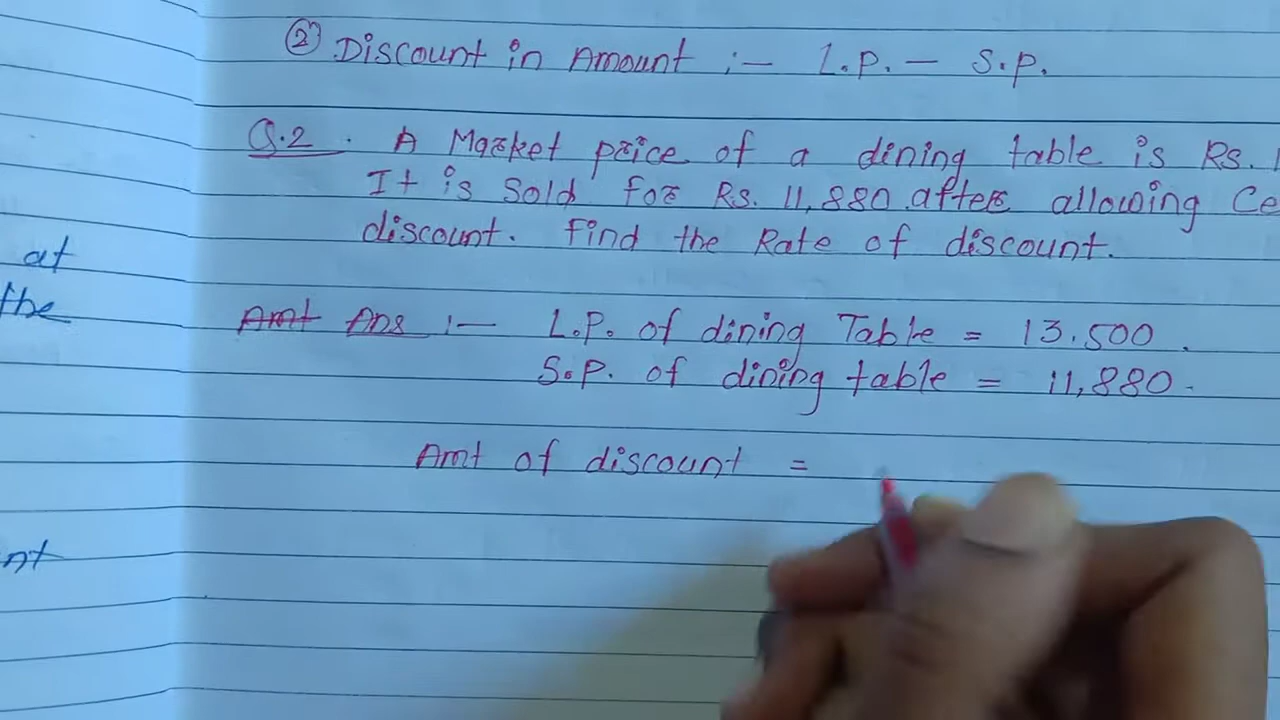 ② Discount in Amount :- L.P. - S.P.
Q.2. A Market price of a dining table is Rs.
It is Sold for Rs. 11,880 after allowing
discount. Find the Rate of discount.
at
the
Amt Ans :- L.P. of dining Table = 13.500.
S.P. of dining table = 11,880.
Amt of discount =
nt